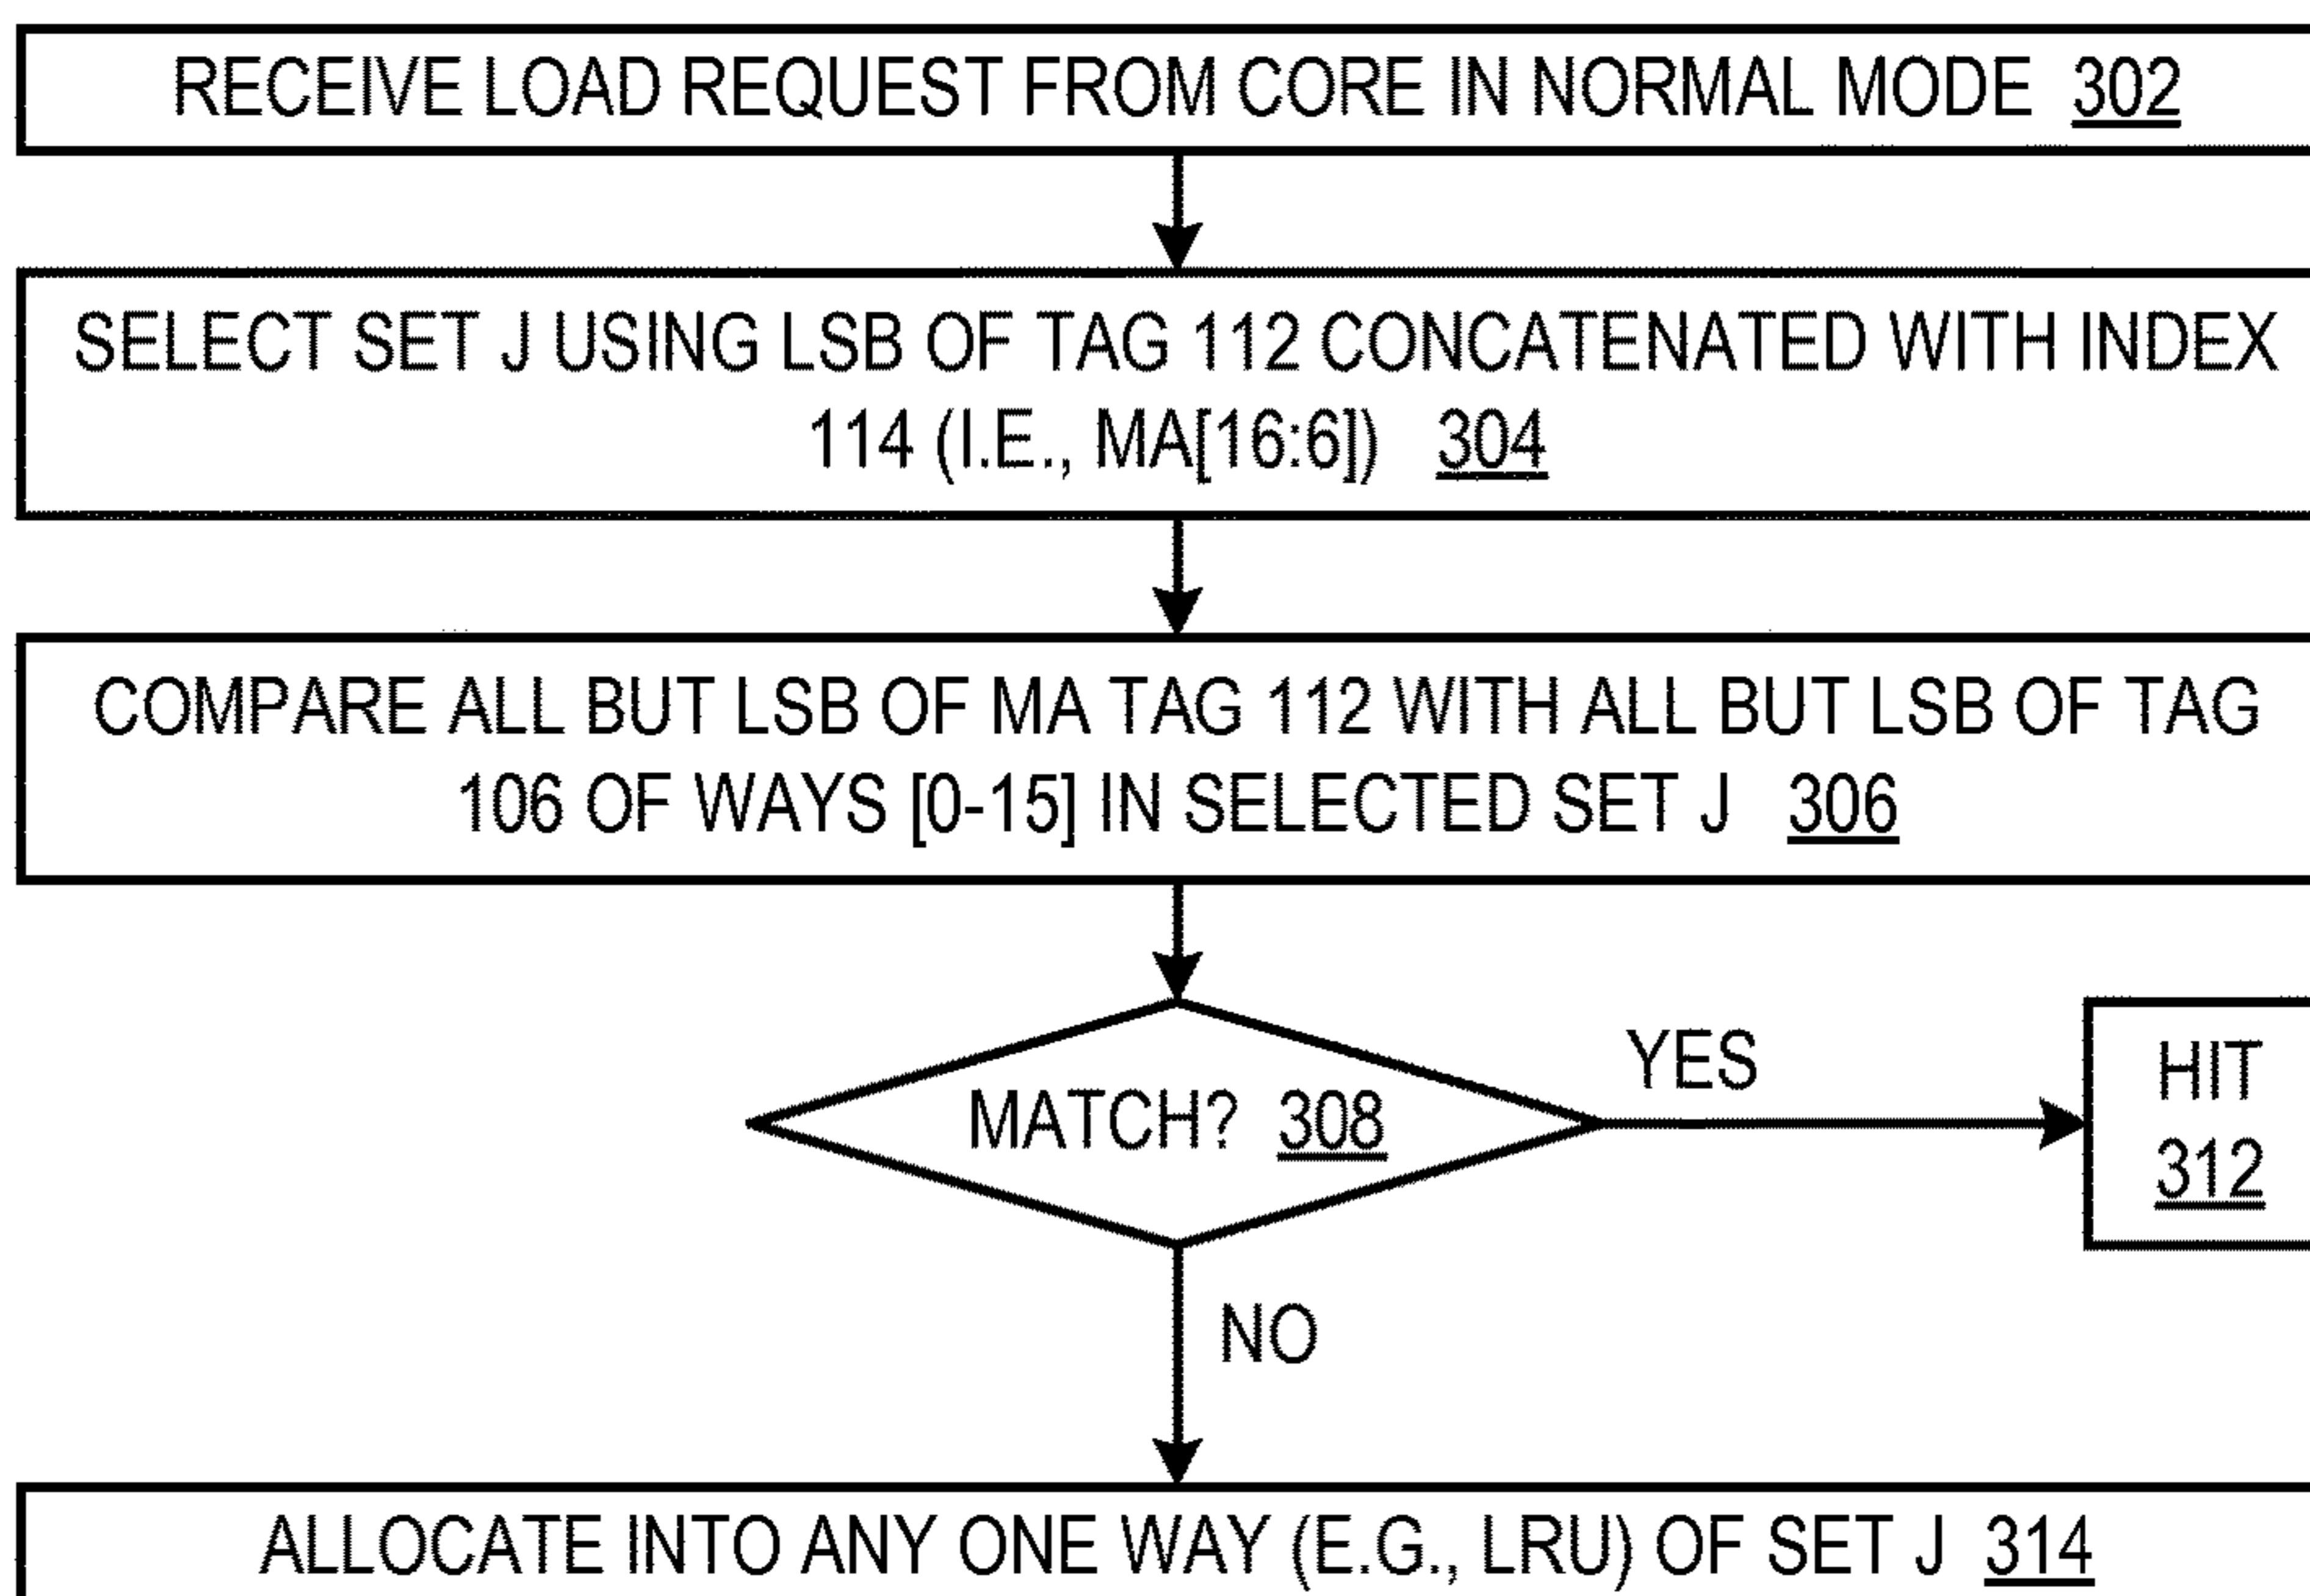 RECEIVE LOAD REQUEST FROM CORE IN NORMAL MODE 302
SELECT SET J USING LSB OF TAG 112 CONCATENATED WITH INDEX
114 (I.E., MA[16:6]) 304
COMPARE ALL BUT LSB OF MA TAG 112 WITH ALL BUT LSB OF TAG
106 OF WAYS [0-15] IN SELECTED SET J 306
MATCH? 308
YES
HIT
312
NO
ALLOCATE INTO ANY ONE WAY (E.G., LRU) OF SET J 314